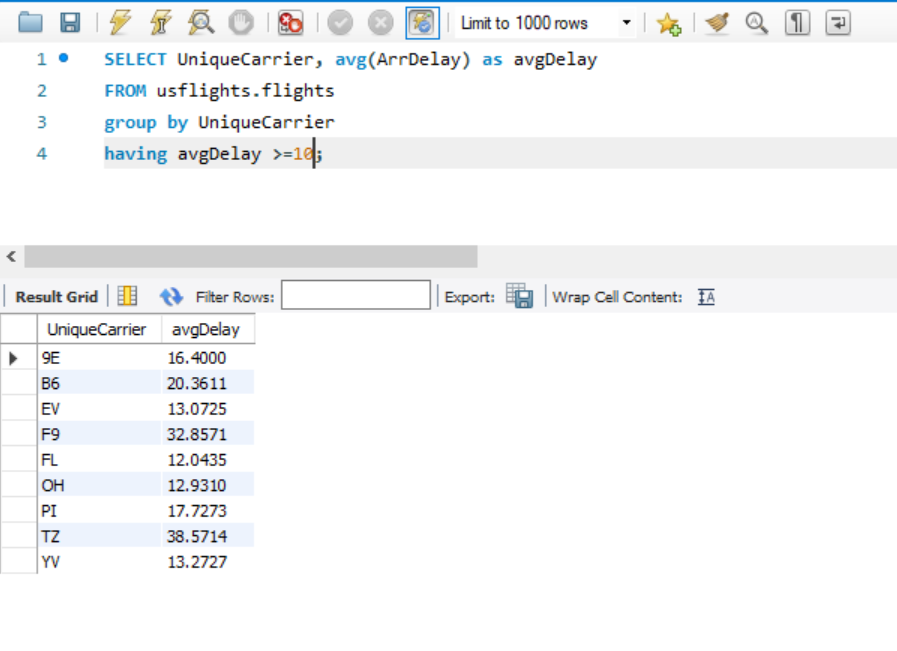 Limit to 1000 rows
1 SELECT UniqueCarrier, avg(ArrDelay) as avgDelay
2 FROM usflights.flights
3 group by UniqueCarrier
4 having avgDelay >=10;
Result Grid Filter Rows: Export: Wrap Cell Content: IA
UniqueCarrier avgDelay
9E 16.4000
B6 20.3611
EV 13.0725
F9 32.8571
FL 12.0435
OH 12.9310
PI 17.7273
TZ 38.5714
YV 13.2727